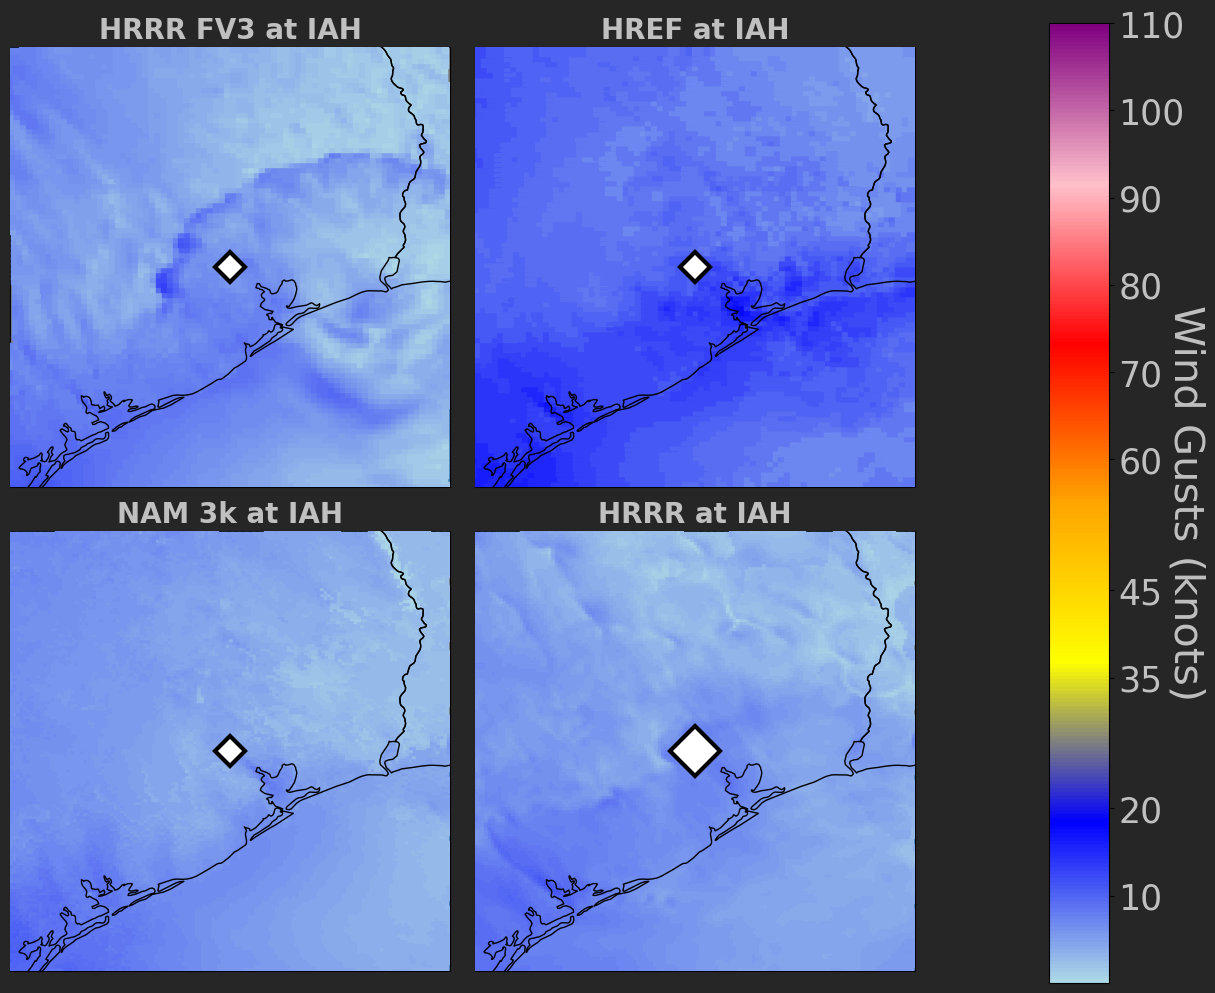 HRRR FV3 at IAH
HREF at IAH
NAM 3k at IAH
HRRR at IAH
110
100
90
80
70
60
45
35
20
10
Wind Gusts (knots)